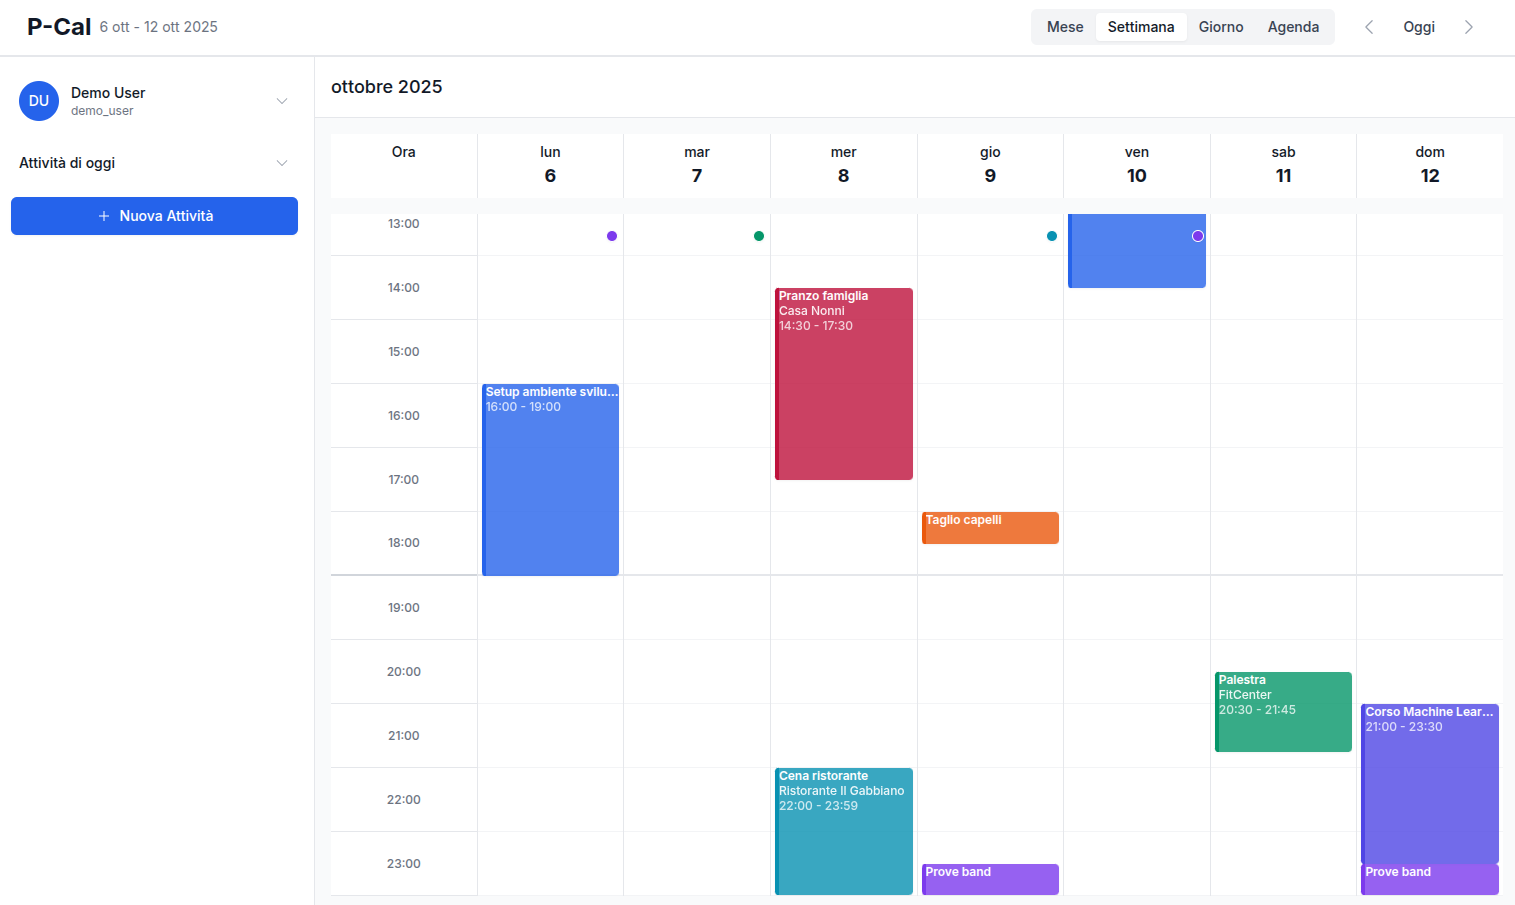 P-Cal 6 ott - 12 ott 2025
Mese Settimana Giorno Agenda Oggi
DU
Demo User
demo_user
Attività di oggi
Nuova Attività
ottobre 2025
Ora lun mar mer gio ven sab dom
6 7 8 9 10 11 12
13:00
14:00
Pranzo famiglia
Casa Nonni
14:30 - 17:30
15:00
Setup ambiente svilu...
16:00 - 19:00
16:00
17:00
Taglio capelli
18:00
19:00
20:00
Palestra
FitCenter
20:30 - 21:45
Corso Machine Lear...
21:00 - 23:30
21:00
Cena ristorante
Ristorante Il Gabbiano
22:00 - 23:59
22:00
23:00
Prove band
Prove band